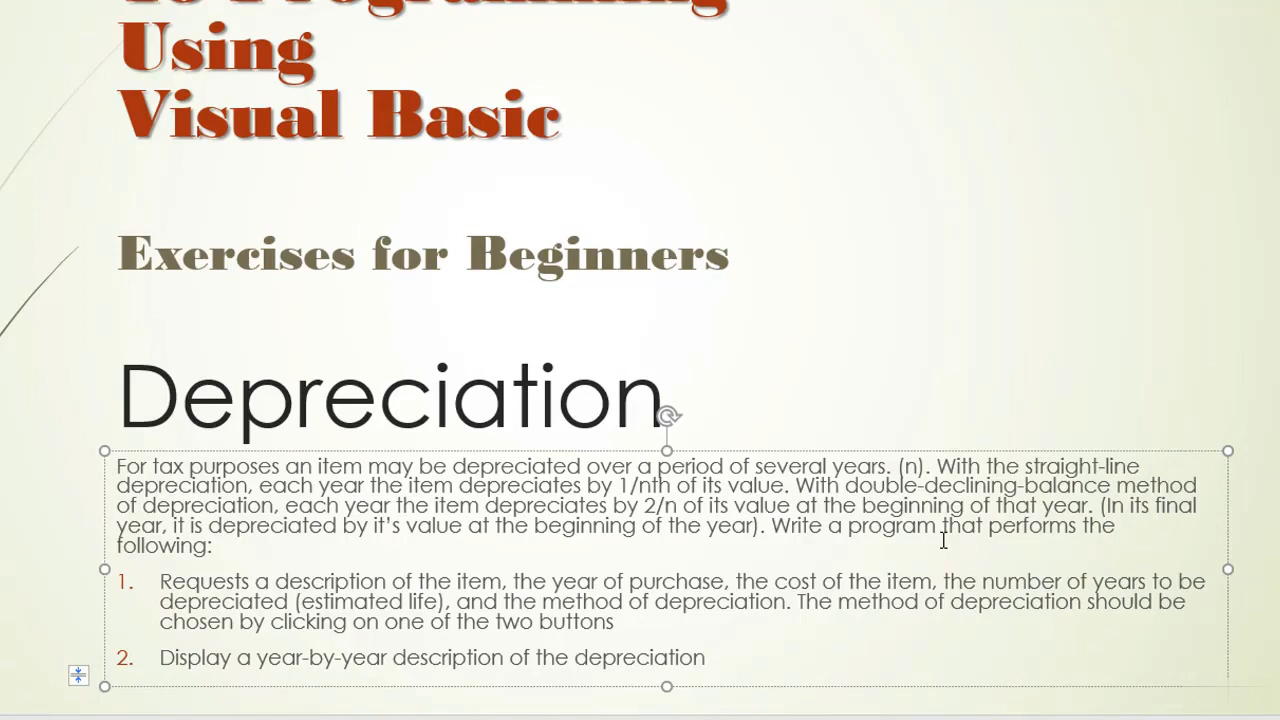 Using
Visual Basic
Exercises for Beginners
Depreciation
For tax purposes an item may be depreciated over a period of several years. (n). With the straight-line
depreciation, each year the item depreciates by 1/nth of its value. With double-declining-balance method
of depreciation, each year the item depreciates by 2/n of its value at the beginning of that year. (In its final
year, it is depreciated by it’s value at the beginning of the year). Write a program that performs the
following:
1. Requests a description of the item, the year of purchase, the cost of the item, the number of years to be
depreciated (estimated life), and the method of depreciation. The method of depreciation should be
chosen by clicking on one of the two buttons
2. Display a year-by-year description of the depreciation